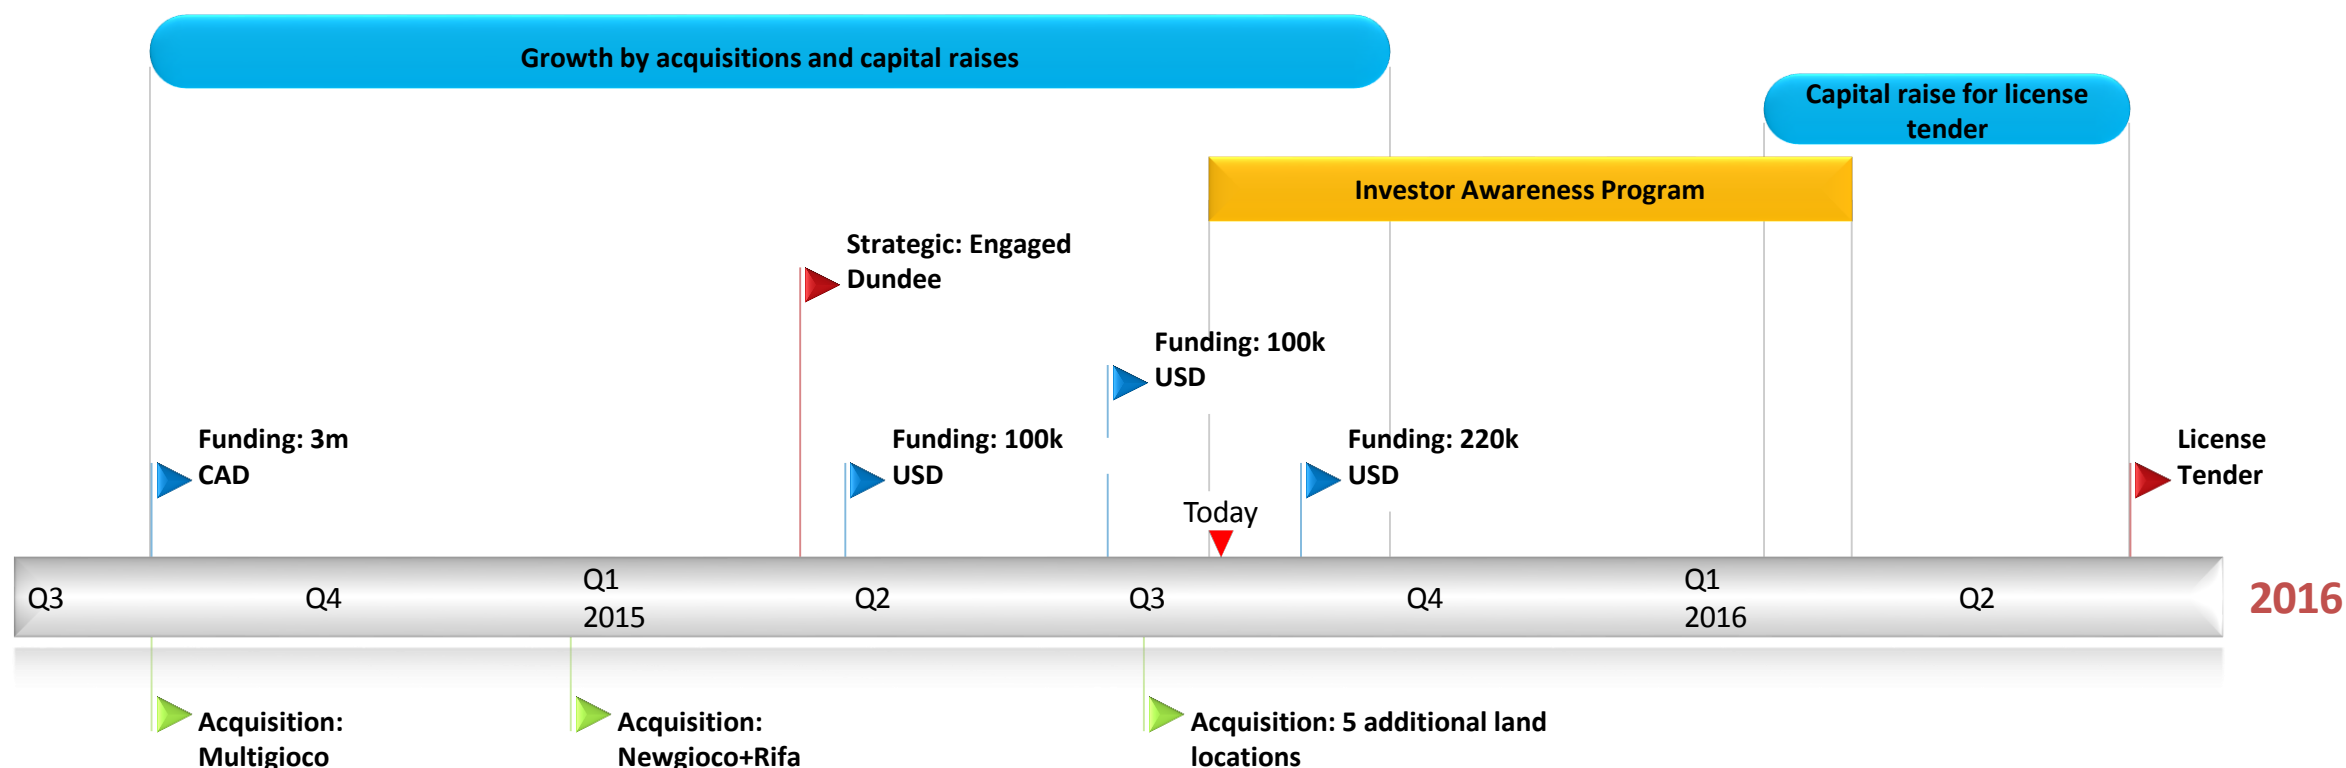 Growth by acquisitions and capital raises
Capital raise for license
tender
Investor Awareness Program
Strategic: Engaged
Dundee
Funding: 100k
USD
Funding: 3m
CAD
Funding: 100k
USD
Funding: 220k
USD
License
Tender
Today
Q3
Q4
Q1
2015
Q2
Q3
Q4
Q1
2016
Q2
2016
Acquisition:
Multigioco
Acquisition:
Newgioco+Rifa
Acquisition: 5 additional land
locations